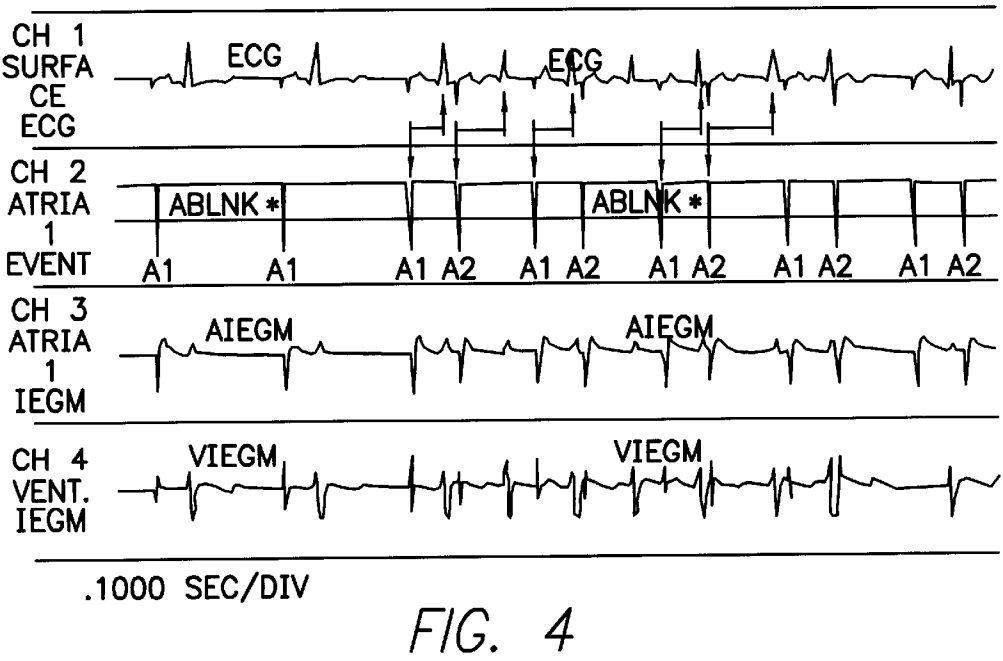 CH 1
SURFA
CE
ECG
ECG
ECG
CH 2
ATRIA
1
EVENT
ABLNK *
ABLNK *
A1 A1 A1 A2 A1 A2 A1 A2 A1 A2 A1 A2
CH 3
ATRIA
1
IEGM
AIEGM
AIEGM
CH 4
VENT.
IEGM
VIEGM
VIEGM
.1000 SEC/DIV
FIG. 4